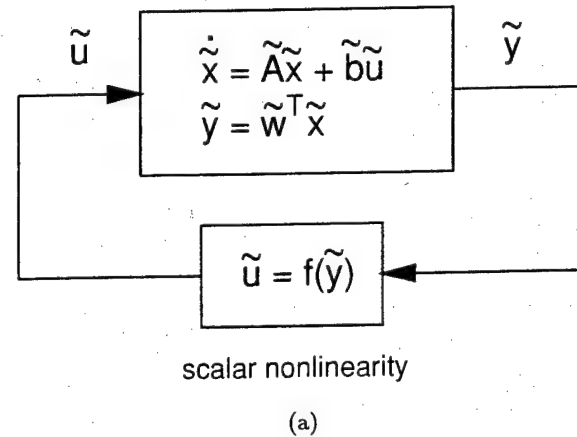 ũ
x̃̇ = Ãx̃ + b̃ũ
ỹ = w̃ᵀx̃
ỹ
ũ = f(ỹ)
scalar nonlinearity
(a)